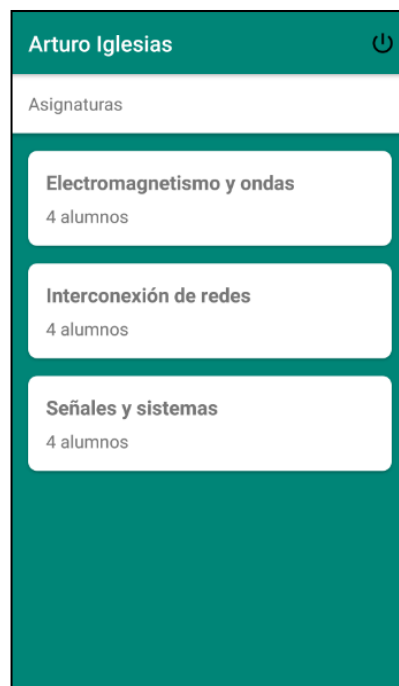 Arturo Iglesias
Asignaturas
Electromagnetismo y ondas
4 alumnos
Interconexión de redes
4 alumnos
Señales y sistemas
4 alumnos